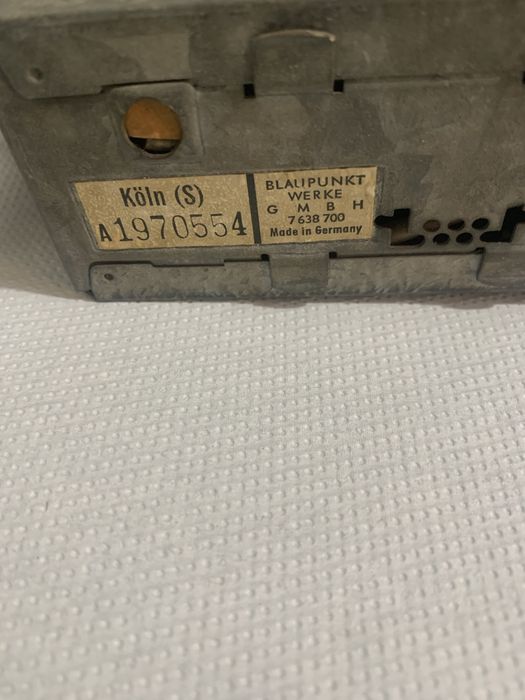 Köln (S)
A1970554
BLAUPUNKT
WERKE
G M B H
7 638 700
Made in Germany